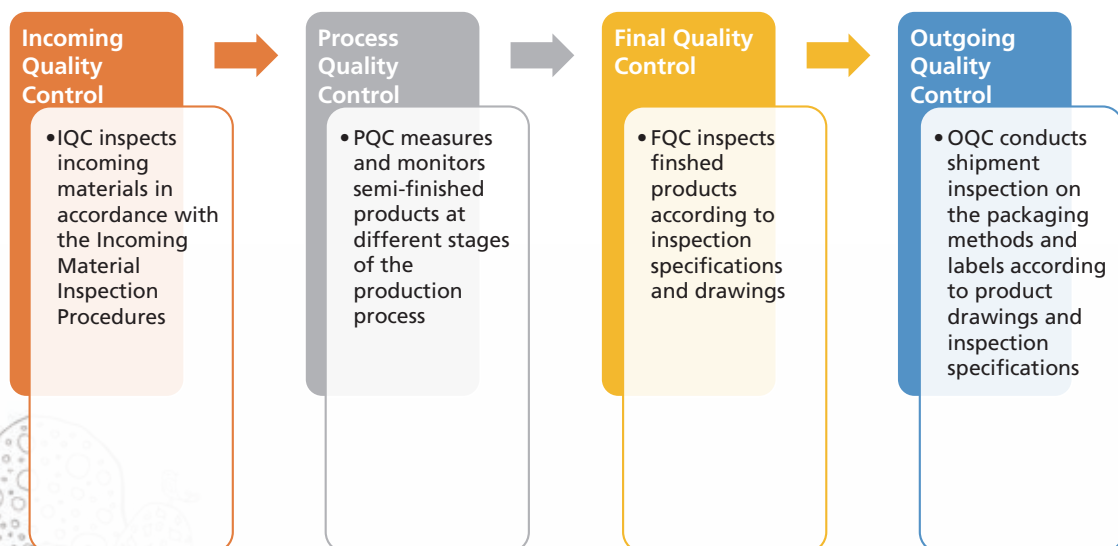 Incoming
Quality
Control
•IQC inspects
incoming
materials in
accordance with
the Incoming
Material
Inspection
Procedures
Process
Quality
Control
• PQC measures
and monitors
semi-finished
products at
different stages
of the
production
process
Final Quality
Control
• FQC inspects
finshed
products
according to
inspection
specifications
and drawings
Outgoing
Quality
Control
• OQC conducts
shipment
inspection on
the packaging
methods and
labels according
to product
drawings and
inspection
specifications